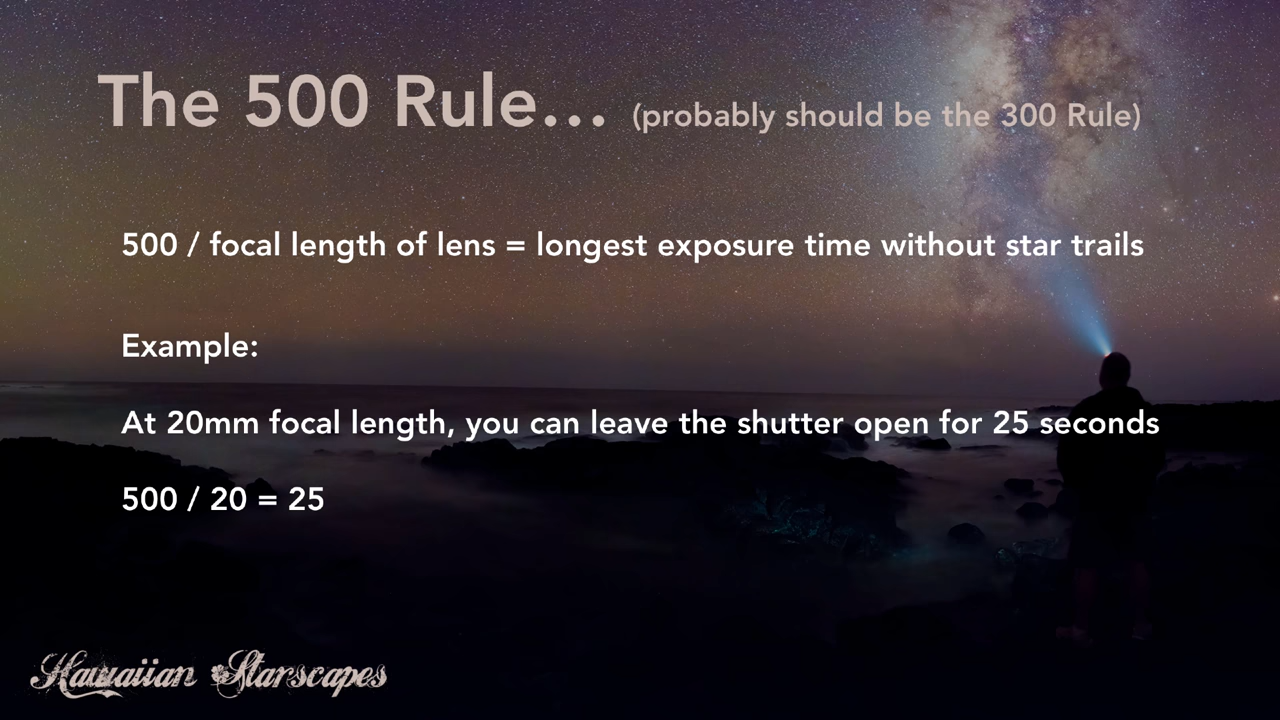 The 500 Rule... (probably should be the 300 Rule)
500 / focal length of lens = longest exposure time without star trails
Example:
At 20mm focal length, you can leave the shutter open for 25 seconds
500 / 20 = 25
Hawaiian Starscapes